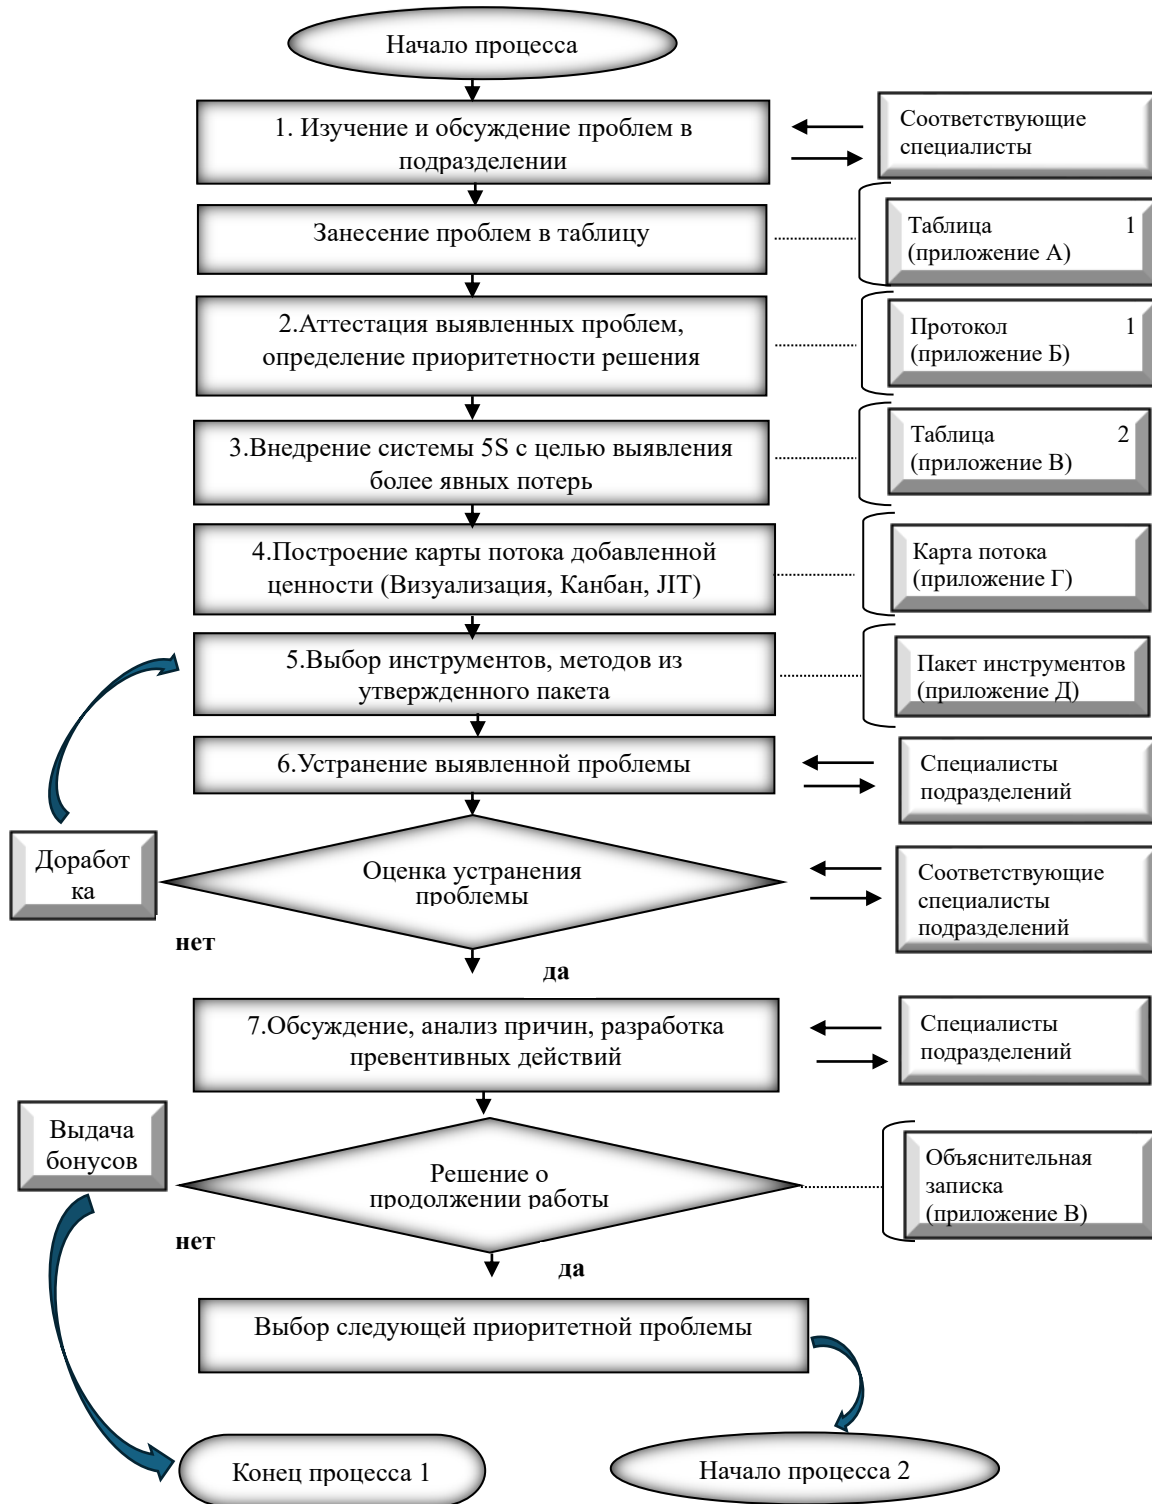 Начало процесса
1. Изучение и обсуждение проблем в
подразделении
Соответствующие
специалисты
Занесение проблем в таблицу
Таблица 1
(приложение А)
2.Аттестация выявленных проблем,
определение приоритетности решения
Протокол 1
(приложение Б)
3.Внедрение системы 5S с целью выявления
более явных потерь
Таблица 2
(приложение В)
4.Построение карты потока добавленной
ценности (Визуализация, Канбан, JIT)
Карта потока
(приложение Г)
5.Выбор инструментов, методов из
утвержденного пакета
Пакет инструментов
(приложение Д)
6.Устранение выявленной проблемы
Специалисты
подразделений
Доработ
ка
Оценка устранения
проблемы
Соответствующие
специалисты
подразделений
нет
да
7.Обсуждение, анализ причин, разработка
превентивных действий
Специалисты
подразделений
Выдача
бонусов
Решение о
продолжении работы
Объяснительная
записка
(приложение В)
нет
да
Выбор следующей приоритетной проблемы
Конец процесса 1
Начало процесса 2